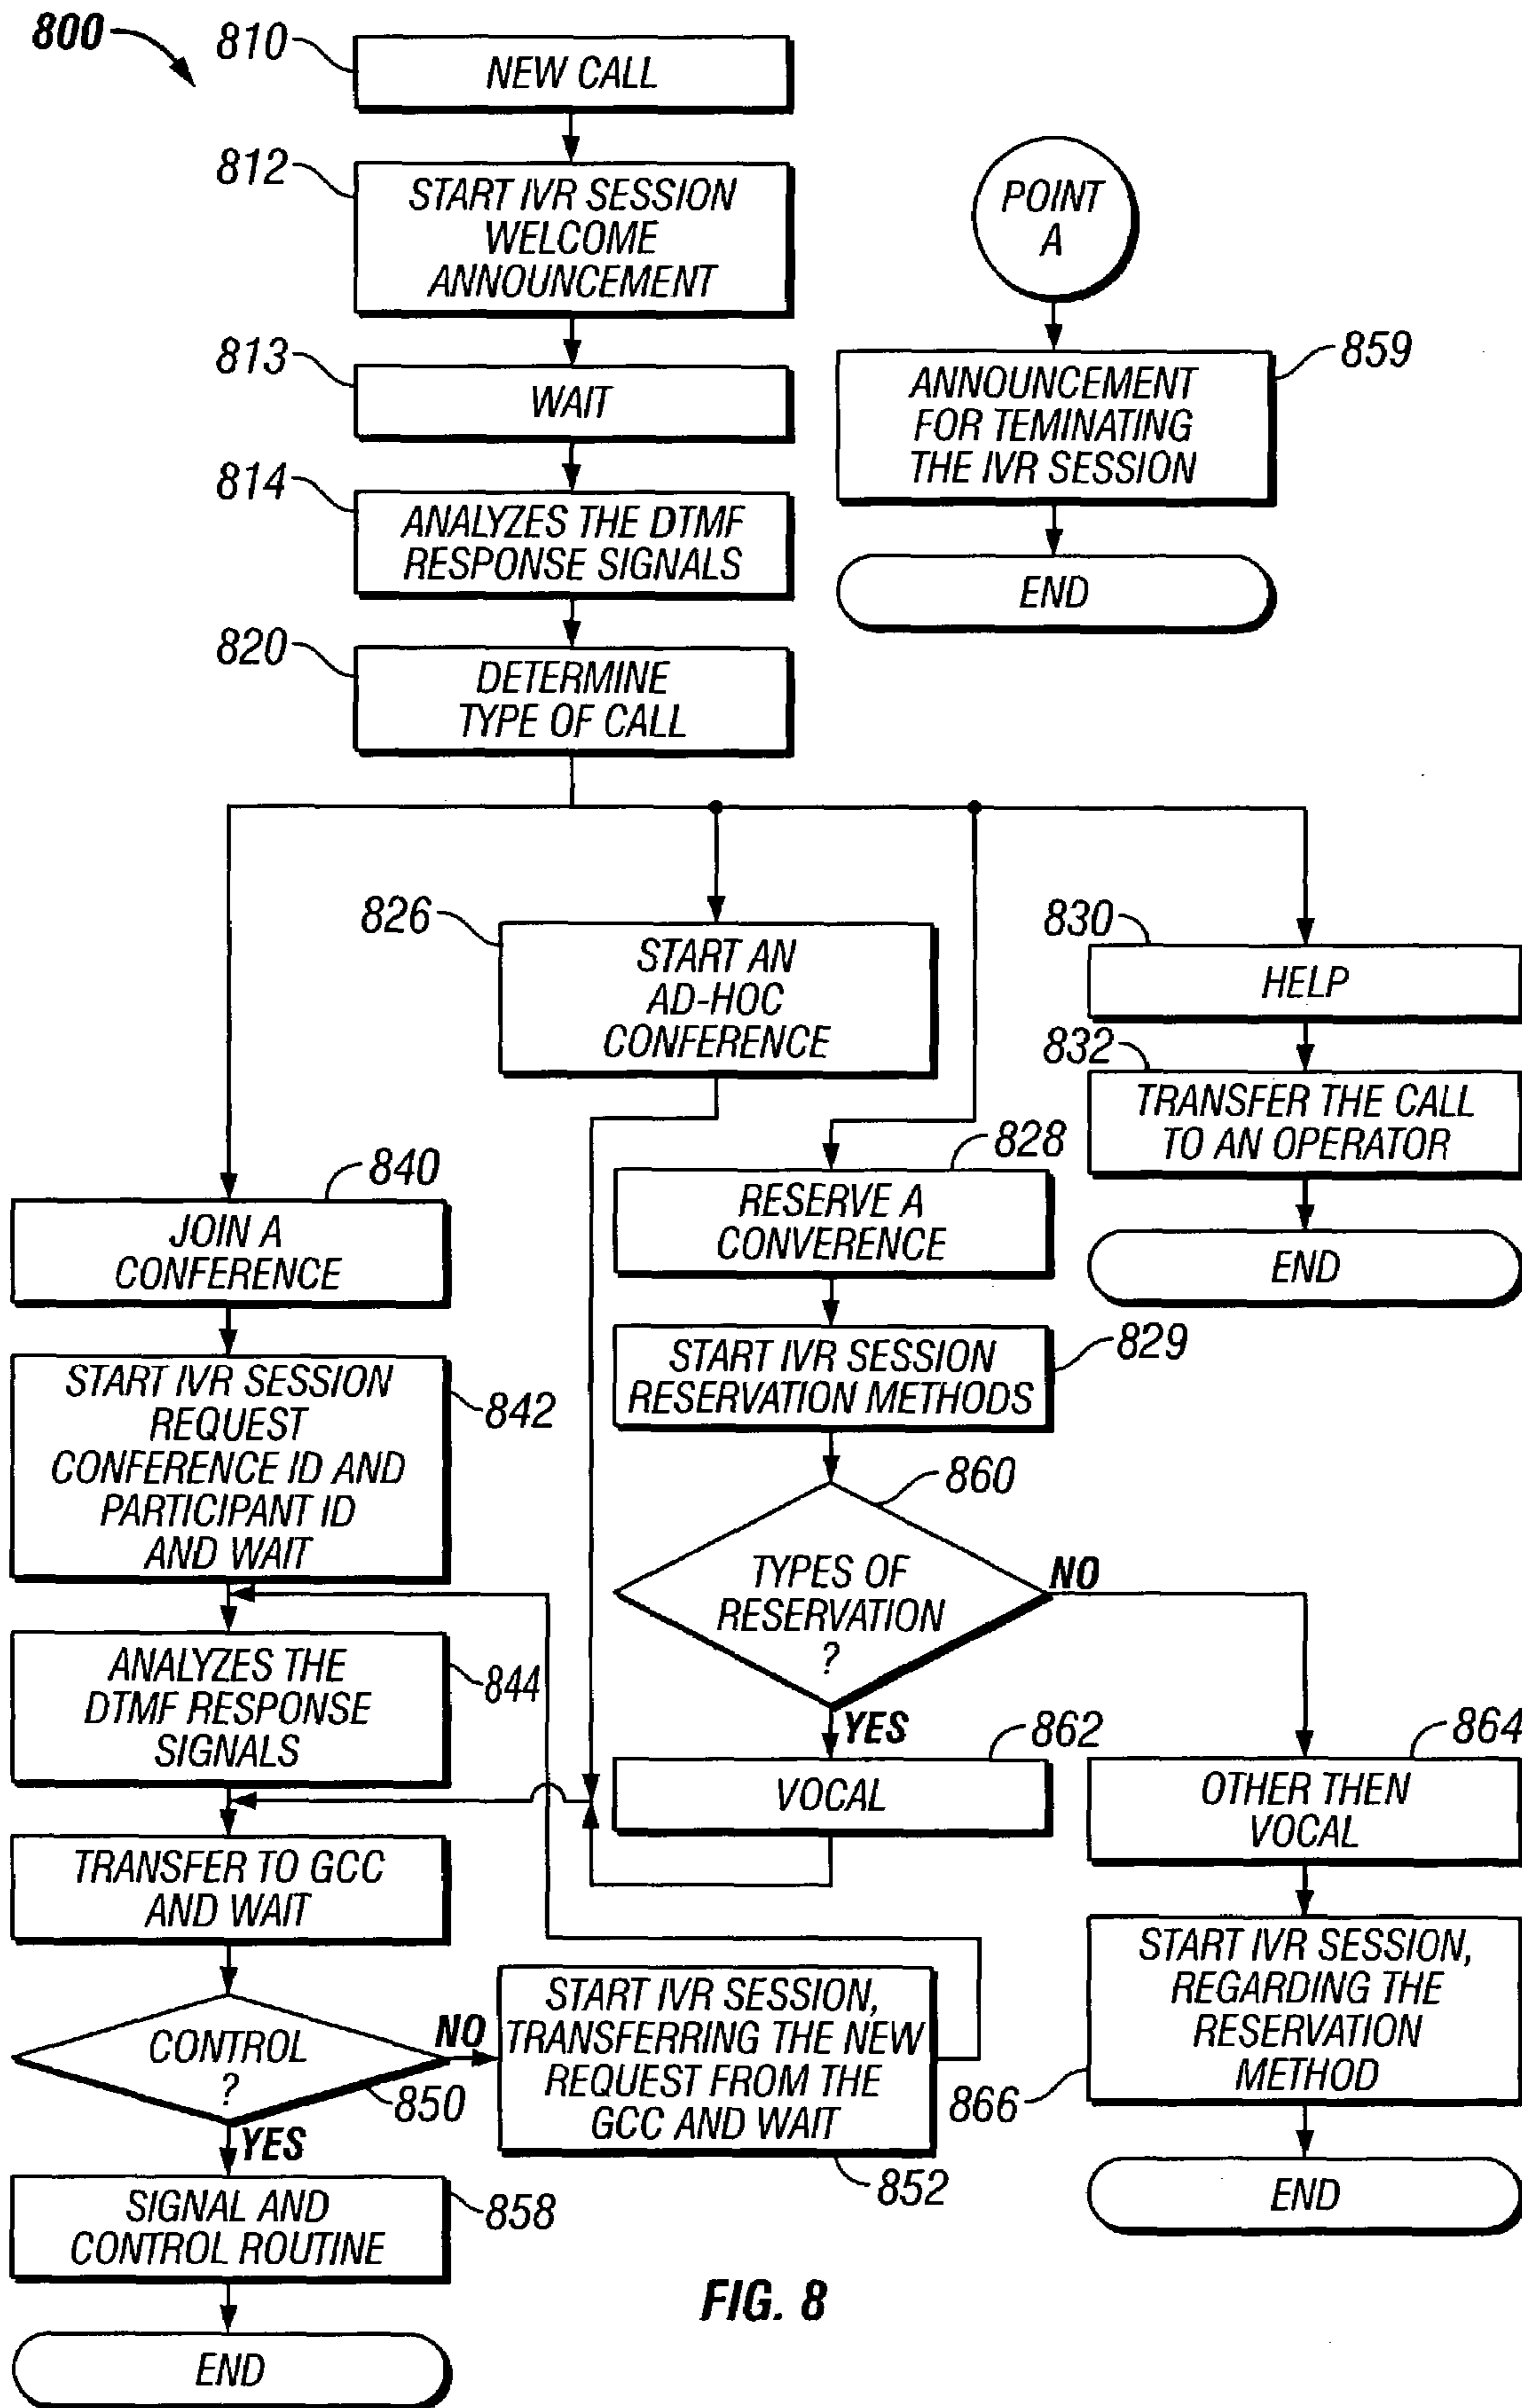 800
810
NEW CALL
812
START IVR SESSION
WELCOME
ANNOUNCEMENT
813
WAIT
814
ANALYZES THE DTMF
RESPONSE SIGNALS
820
DETERMINE
TYPE OF CALL
POINT
A
859
ANNOUNCEMENT
FOR TEMINATING
THE IVR SESSION
END
826
START AN
AD-HOC
CONFERENCE
830
HELP
832
TRANSFER THE CALL
TO AN OPERATOR
END
828
RESERVE A
CONVERENCE
829
START IVR SESSION
RESERVATION METHODS
860
TYPES OF
RESERVATION
?
NO
YES
862
VOCAL
864
OTHER THEN
VOCAL
866
START IVR SESSION,
REGARDING THE
RESERVATION
METHOD
END
840
JOIN A
CONFERENCE
842
START IVR SESSION
REQUEST
CONFERENCE ID AND
PARTICIPANT ID
AND WAIT
844
ANALYZES THE
DTMF RESPONSE
SIGNALS
TRANSFER TO GCC
AND WAIT
CONTROL
?
850
NO
YES
START IVR SESSION,
TRANSFERRING THE NEW
REQUEST FROM THE
GCC AND WAIT
852
858
SIGNAL AND
CONTROL ROUTINE
END
FIG. 8